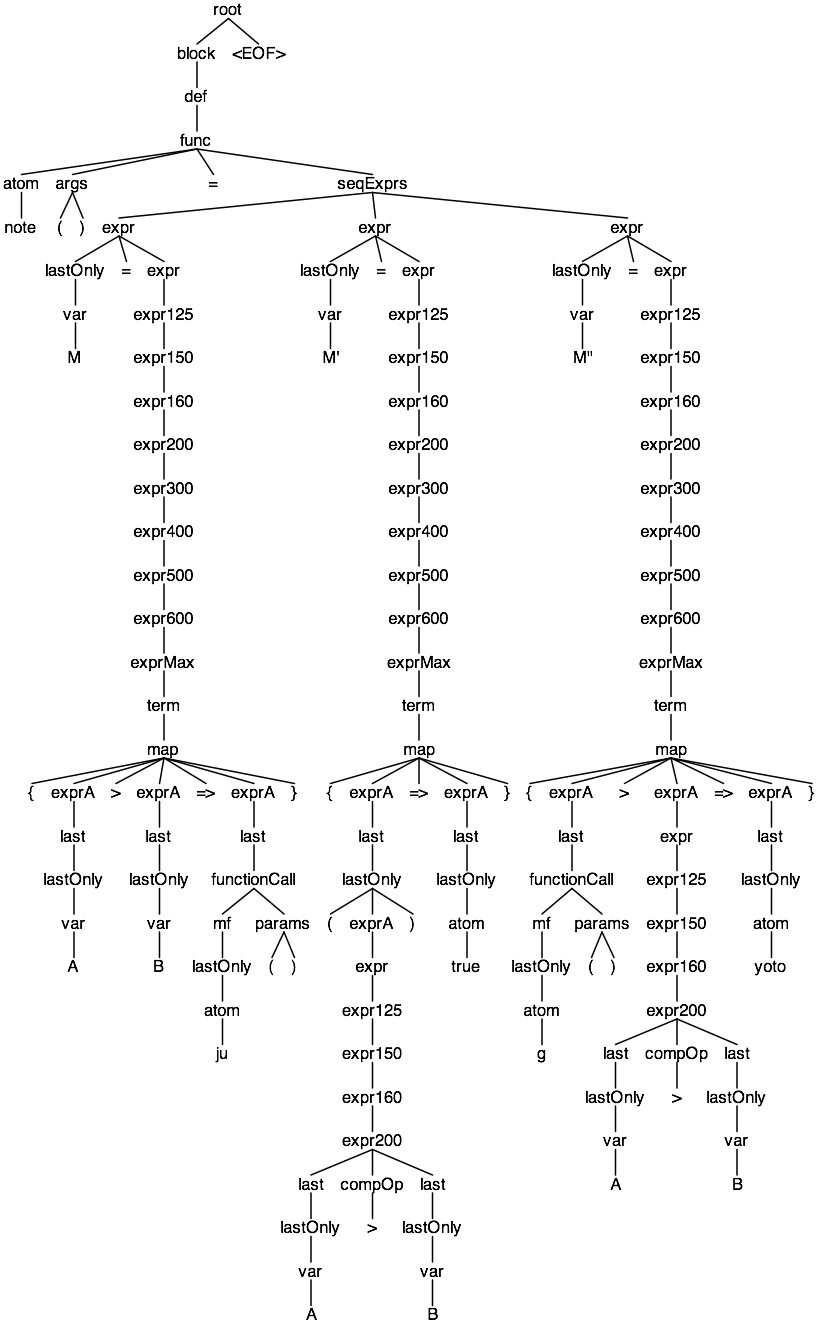 root
block <EOF>
def
func
atom args = seqExprs
note ( ) expr expr expr
lastOnly = expr lastOnly = expr lastOnly = expr
var expr125 var expr125 var expr125
M expr150 M' expr150 M'' expr150
expr160 expr160 expr160
expr200 expr200 expr200
expr300 expr300 expr300
expr400 expr400 expr400
expr500 expr500 expr500
expr600 expr600 expr600
exprMax exprMax exprMax
term term term
map map map
{ exprA > exprA => exprA } { exprA => exprA } { exprA > exprA => exprA }
last last last last last last expr last
lastOnly lastOnly functionCall lastOnly lastOnly functionCall expr125 lastOnly
var var mf params ( exprA ) atom mf params expr150 atom
A B lastOnly ( ) expr true lastOnly ( ) expr160 yoto
atom expr125 atom expr200
ju expr150 g last compOp last
expr160 lastOnly > lastOnly
expr200 var var
last compOp last A B
lastOnly > lastOnly
var var
A B